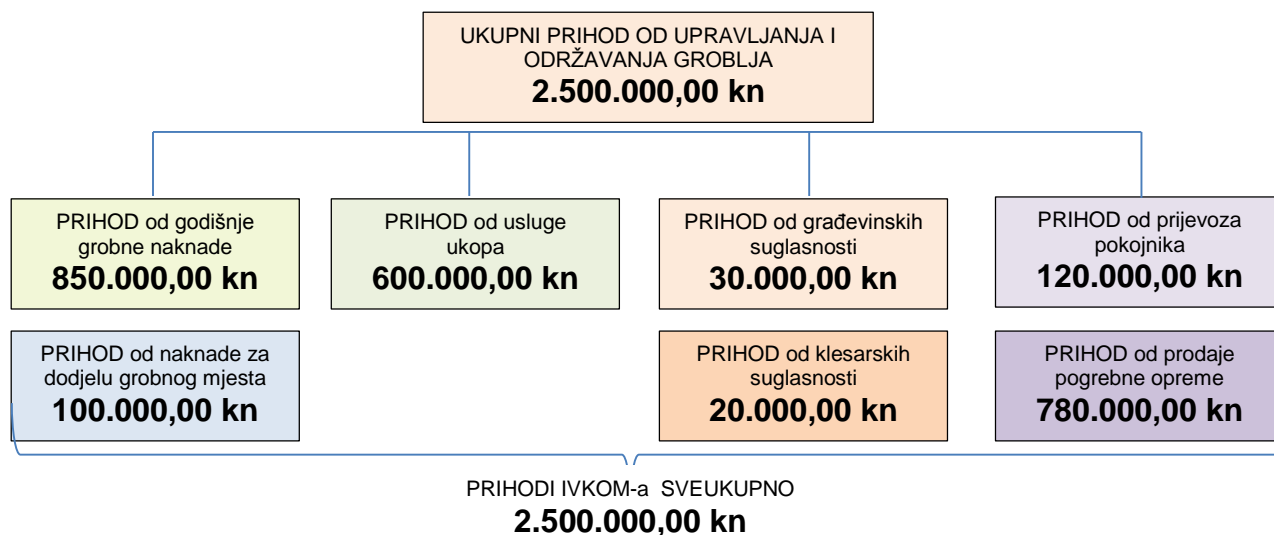 UKUPNI PRIHOD OD UPRAVLJANJA I
ODRŽAVANJA GROBLJA
2.500.000,00 kn
PRIHOD od godišnje
grobne naknade
850.000,00 kn
PRIHOD od usluge
ukopa
600.000,00 kn
PRIHOD od građevinskih
suglasnosti
30.000,00 kn
PRIHOD od prijevoza
pokojnika
120.000,00 kn
PRIHOD od naknade za
dodjelu grobnog mjesta
100.000,00 kn
PRIHOD od klesarskih
suglasnosti
20.000,00 kn
PRIHOD od prodaje
pogrebne opreme
780.000,00 kn
PRIHODI IVKOM-a SVEUKUPNO
2.500.000,00 kn